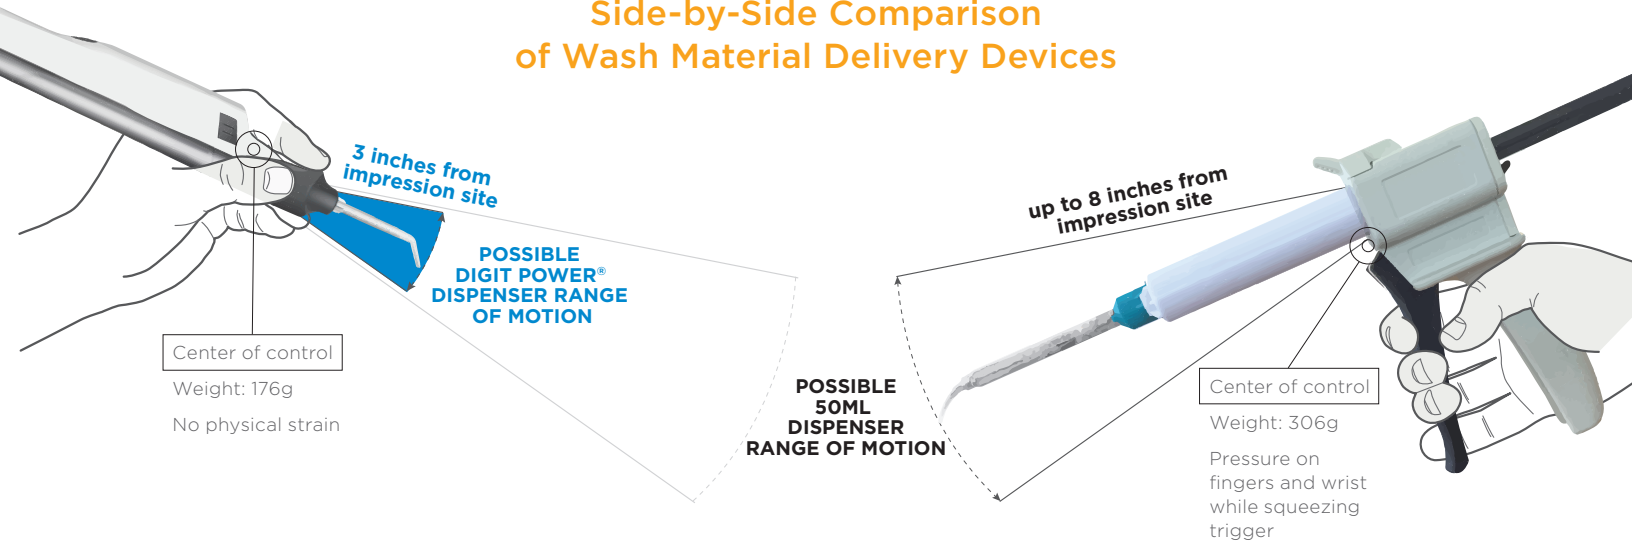 Side-by-Side Comparison
of Wash Material Delivery Devices
3 inches from
impression site
POSSIBLE
DIGIT POWER®
DISPENSER RANGE
OF MOTION
Center of control
Weight: 176g
No physical strain
up to 8 inches from
impression site
POSSIBLE
50ML
DISPENSER
RANGE OF MOTION
Center of control
Weight: 306g
Pressure on
fingers and wrist
while squeezing
trigger